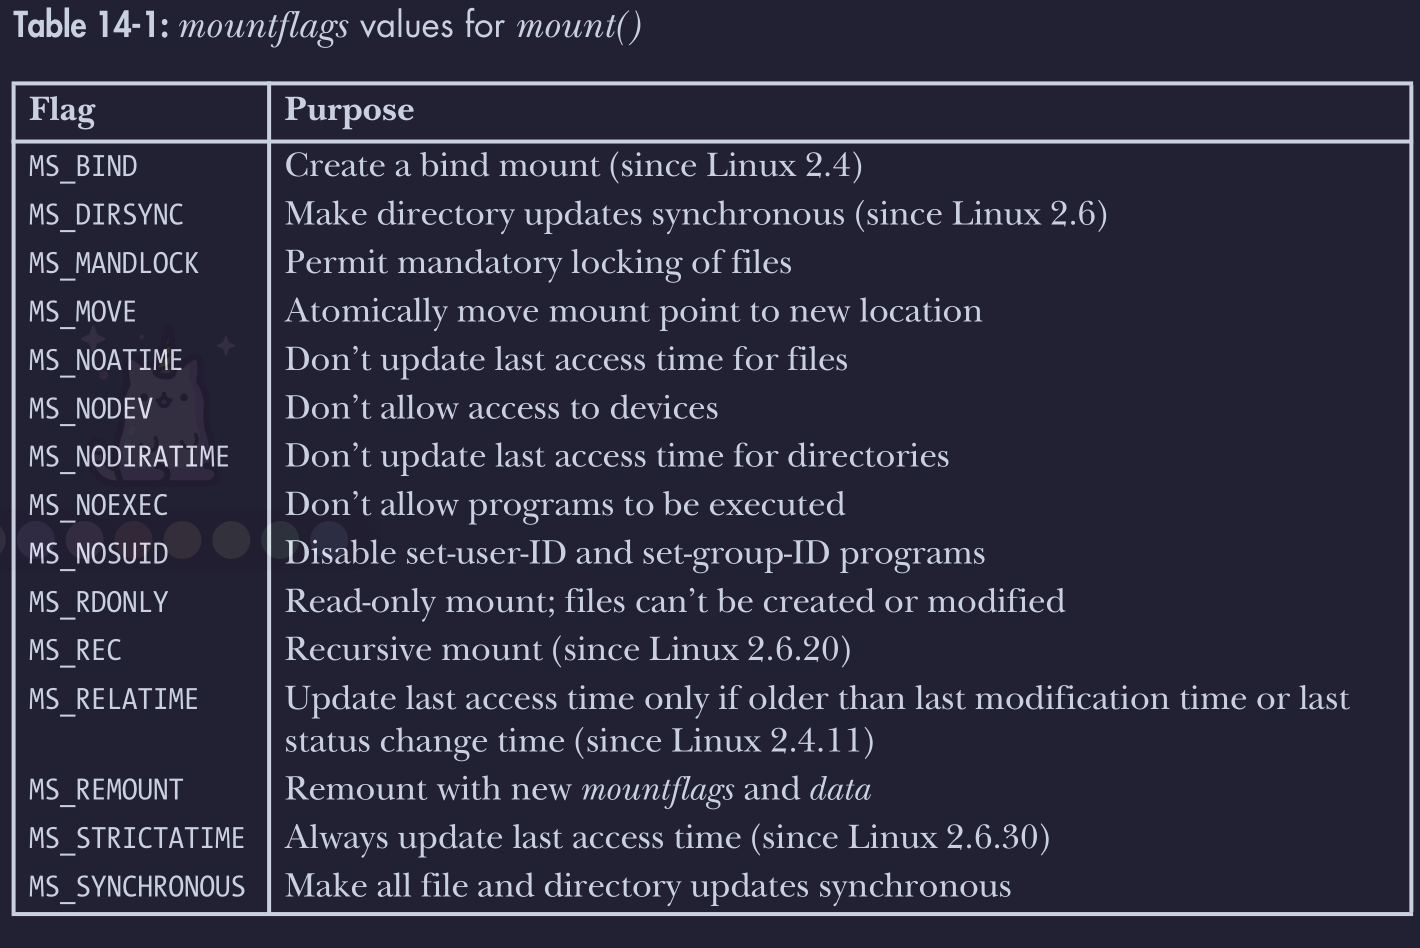 Table 14-1: mountflags values for mount()
Flag Purpose
MS_BIND Create a bind mount (since Linux 2.4)
MS_DIRSYNC Make directory updates synchronous (since Linux 2.6)
MS_MANDLOCK Permit mandatory locking of files
MS_MOVE Atomically move mount point to new location
MS_NOATIME Don’t update last access time for files
MS_NODEV Don’t allow access to devices
MS_NODIRATIME Don’t update last access time for directories
MS_NOEXEC Don’t allow programs to be executed
MS_NOSUID Disable set-user-ID and set-group-ID programs
MS_RDONLY Read-only mount; files can’t be created or modified
MS_REC Recursive mount (since Linux 2.6.20)
MS_RELATIME Update last access time only if older than last modification time or last
status change time (since Linux 2.4.11)
MS_REMOUNT Remount with new mountflags and data
MS_STRICTATIME Always update last access time (since Linux 2.6.30)
MS_SYNCHRONOUS Make all file and directory updates synchronous